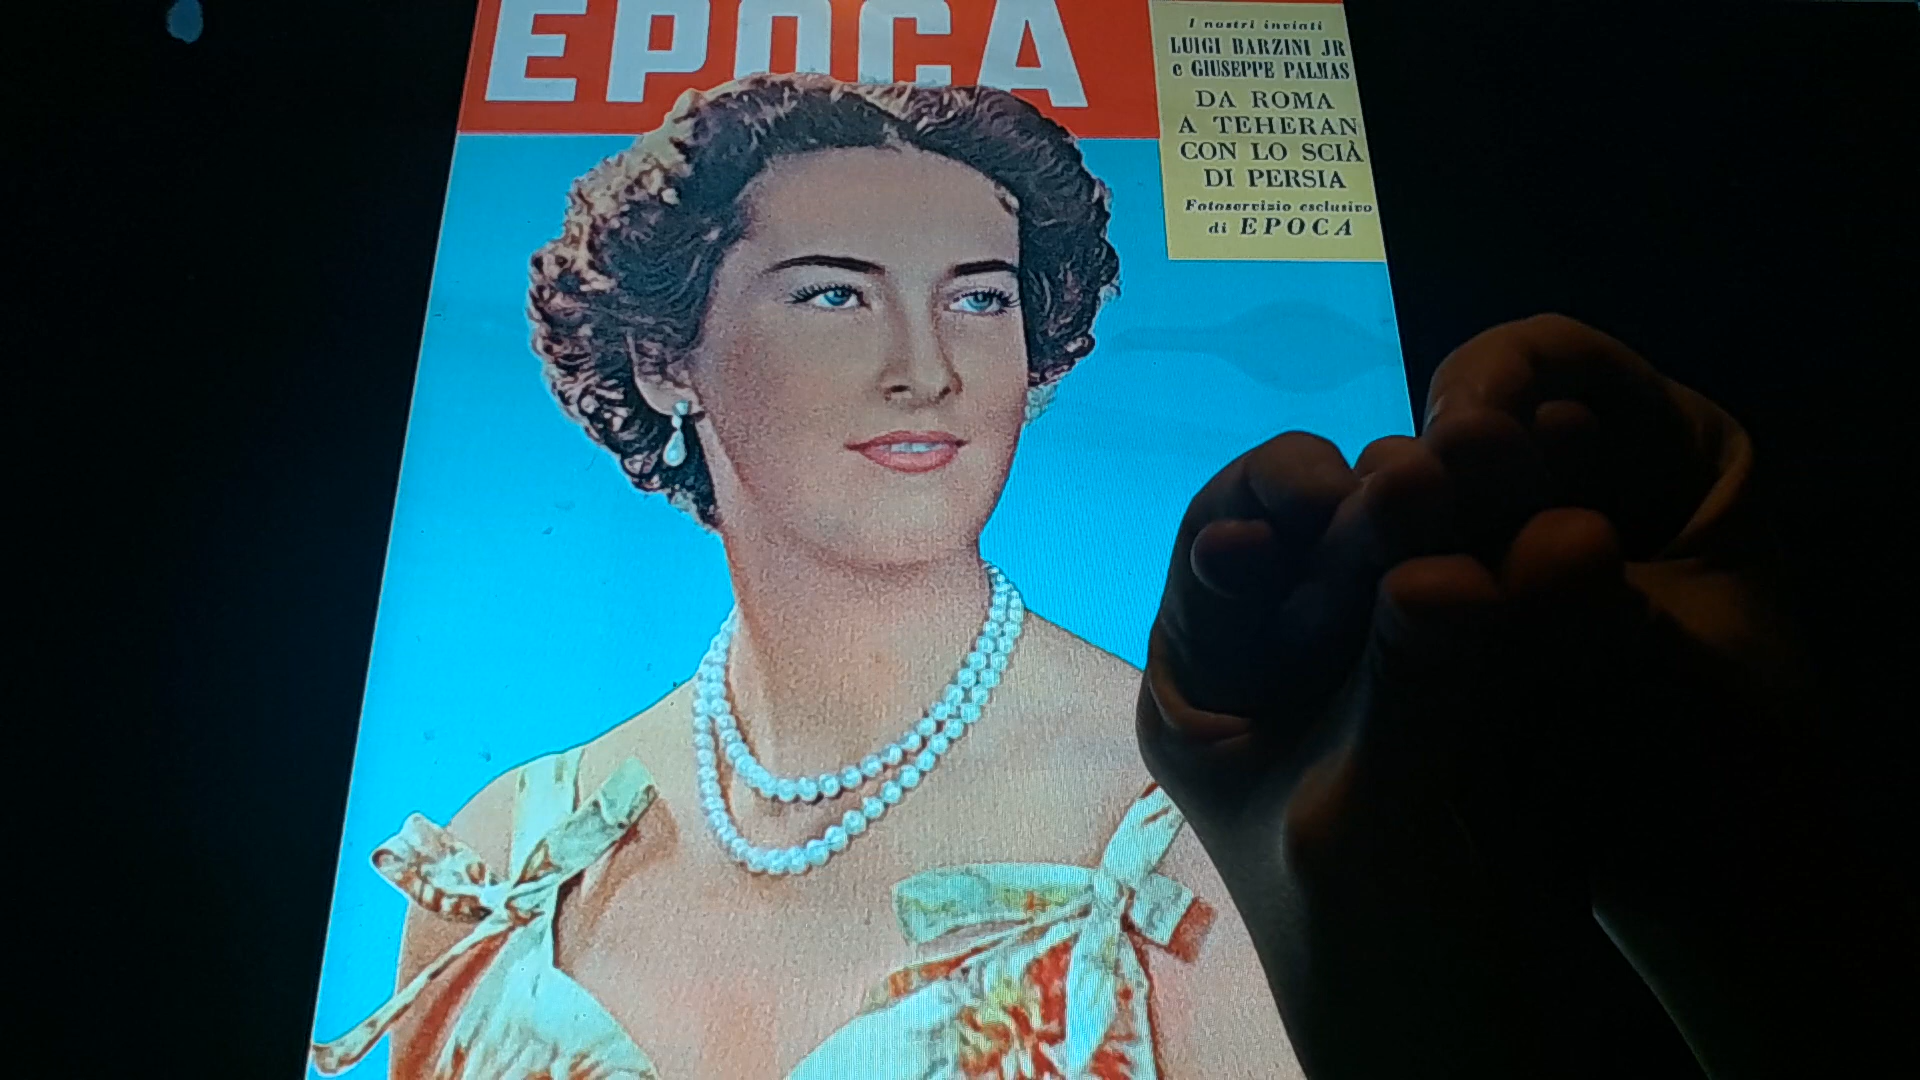 EPOCA
I nostri inviati
LUIGI BARZINI JR
e GIUSEPPE PALMAS
DA ROMA
A TEHERAN
CON LO SCIÀ
DI PERSIA
Fotoservizio esclusivo
di EPOCA